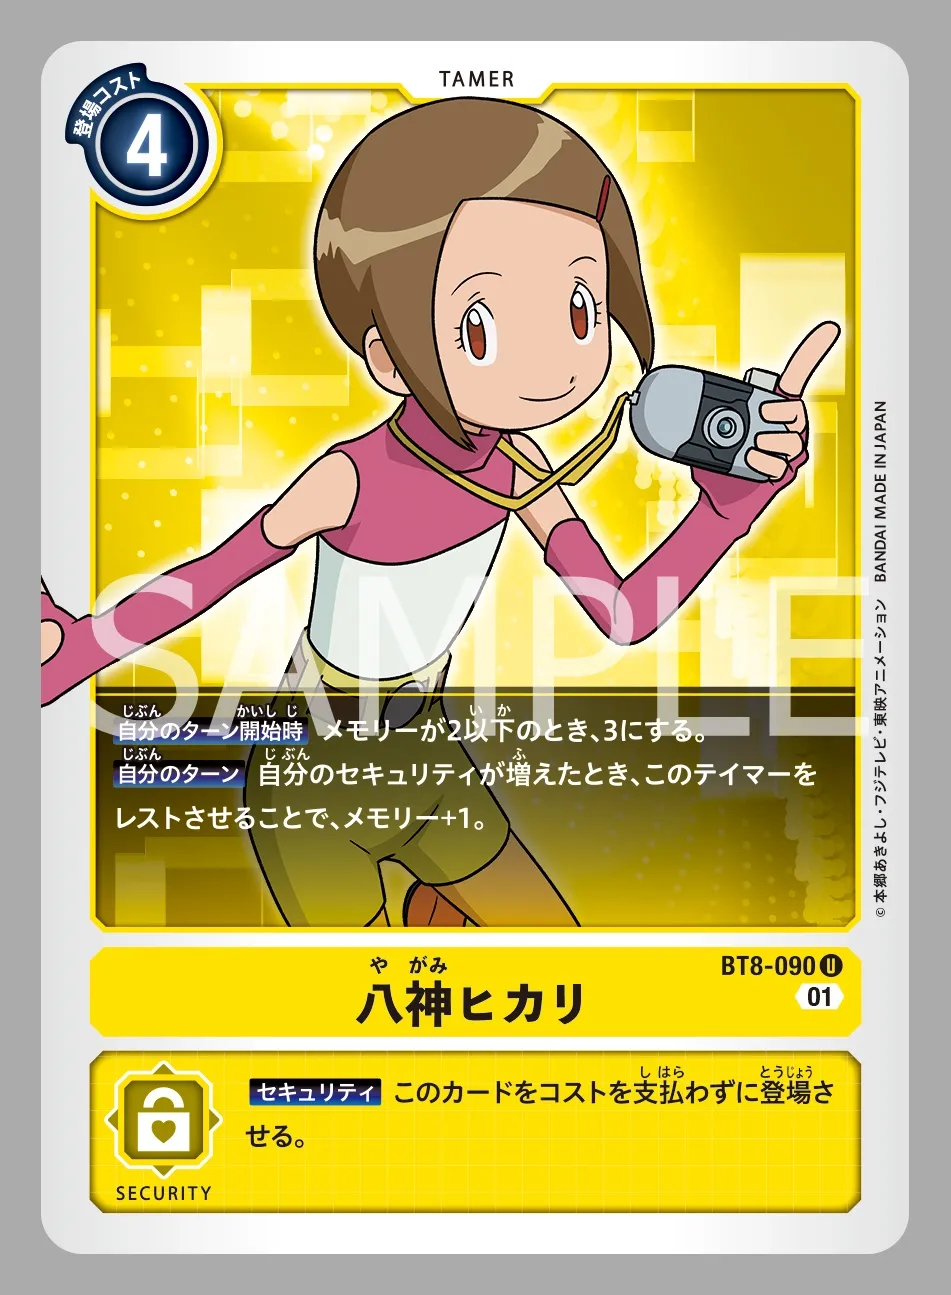 TAMER
登場コスト
4
じぶん かいし じ い か
自分のターン開始時 メモリーが2以下のとき、3にする。
じぶん じ ぶん ふ
自分のターン 自分のセキュリティが増えたとき、このテイマーを
レストさせることで、メモリー+1。
SAMPLE
©本郷あきよし・フジテレビ・東映アニメーション BANDAI MADE IN JAPAN
や がみ
八神ヒカリ
BT8-090 U
01
し はら とうじょう
セキュリティ このカードをコストを支払わずに登場さ
せる。
SECURITY